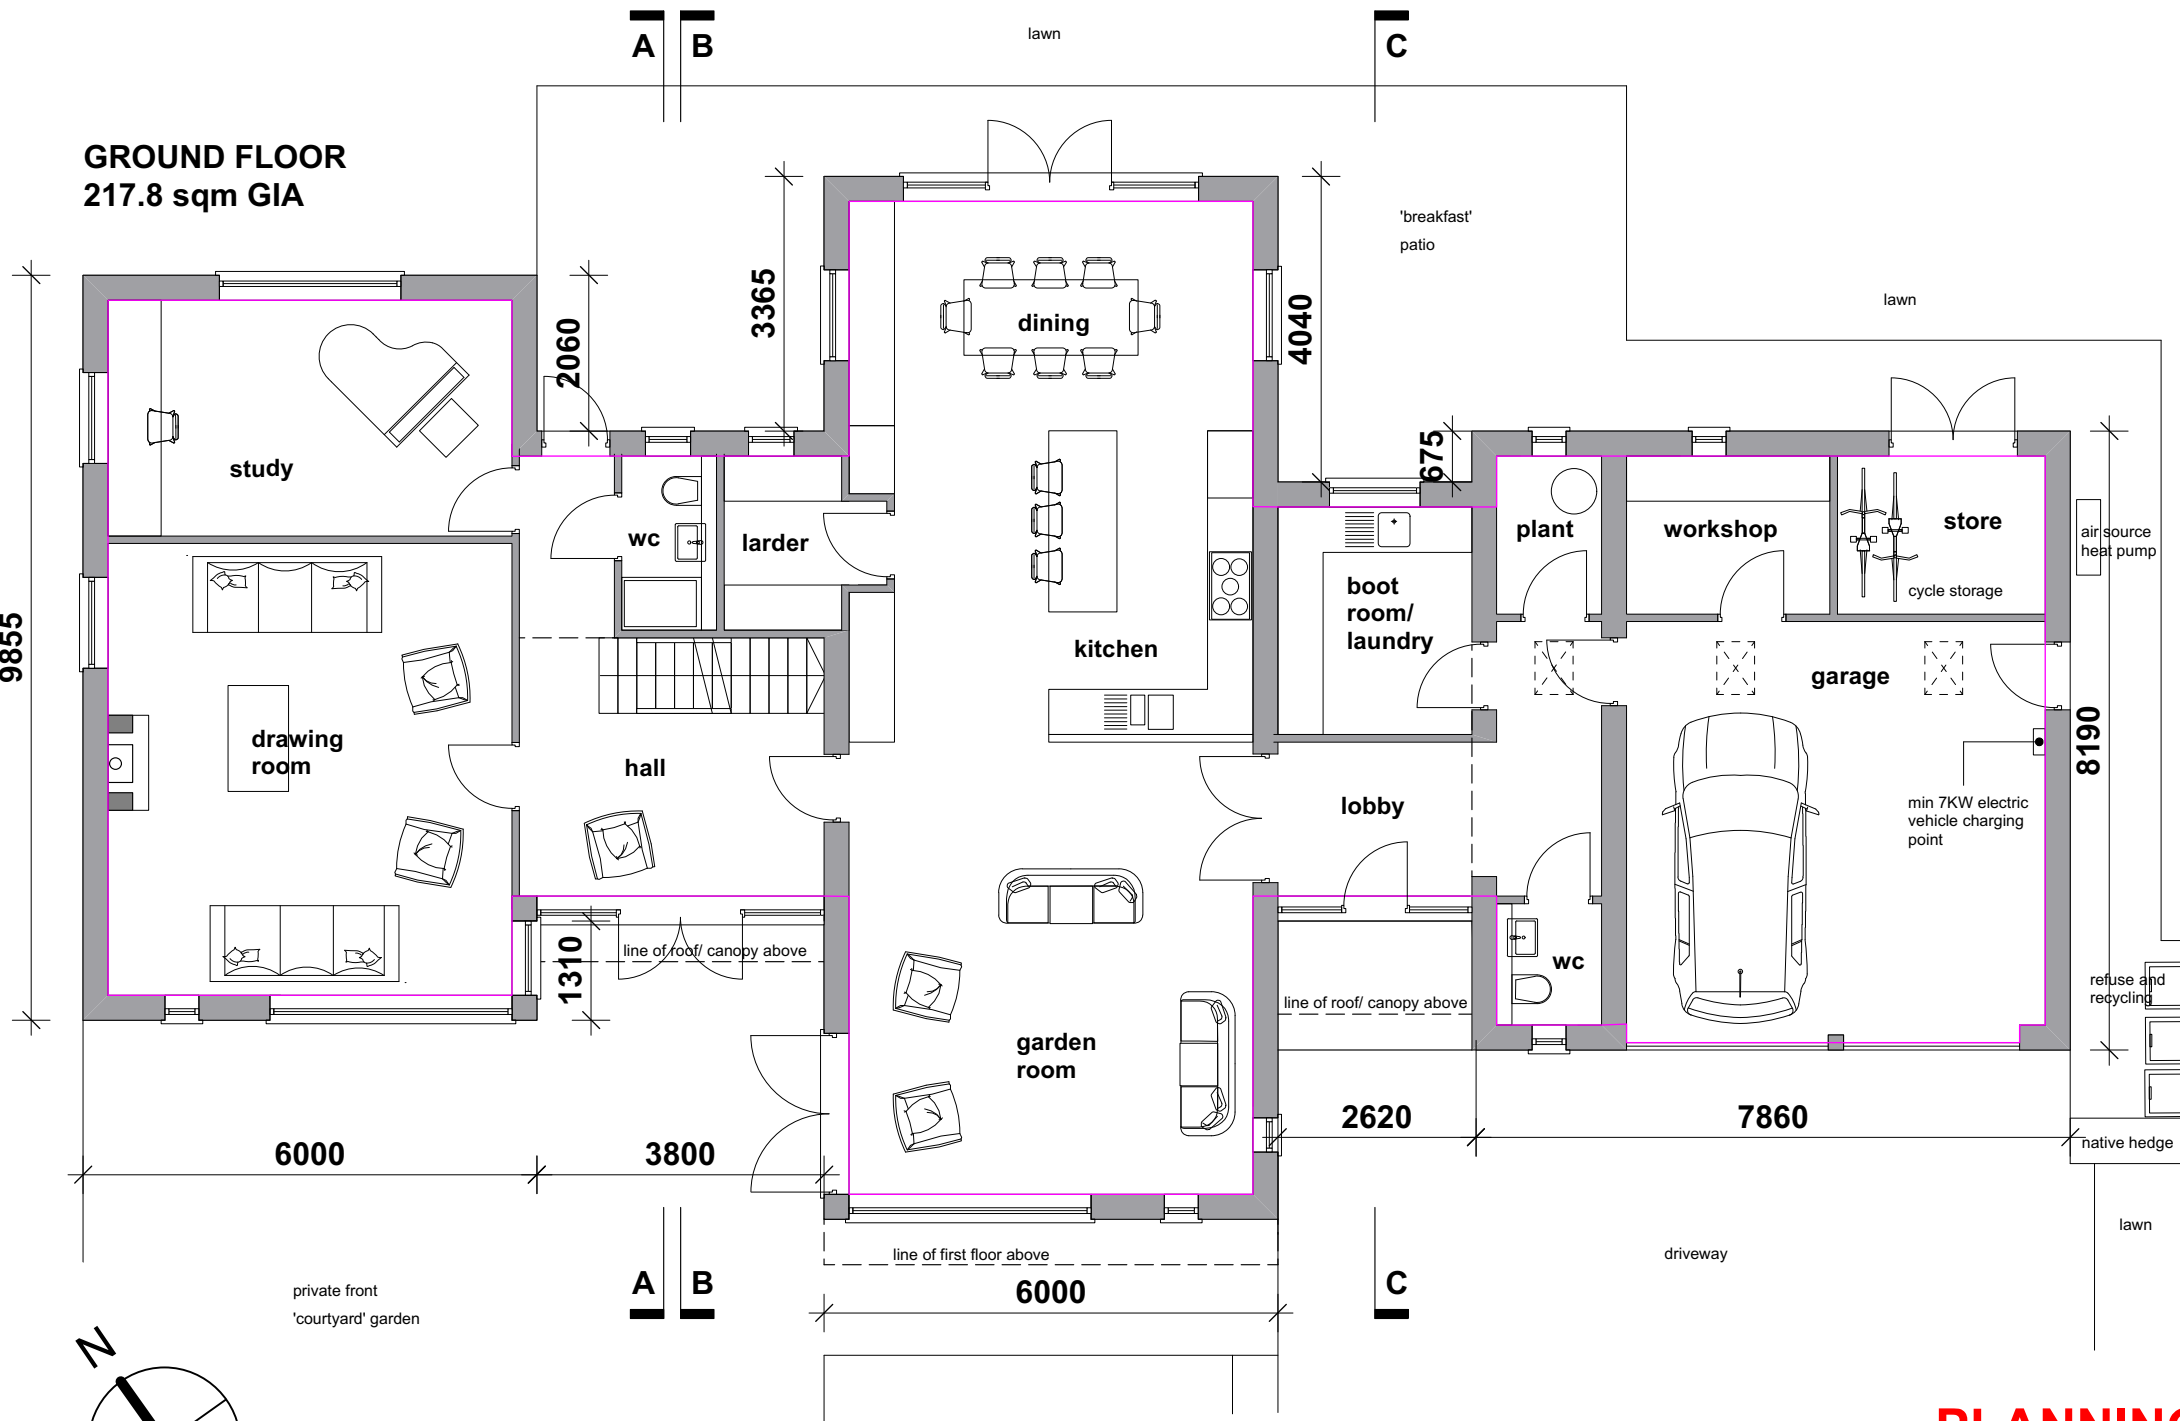 A B
C
lawn
GROUND FLOOR
217.8 sqm GIA
'breakfast'
patio
lawn
3365
4040
2060
dining
675
study
wc
larder
plant
workshop
store
air source
heat pump
cycle storage
boot
room/
laundry
kitchen
garage
9855
drawing
room
hall
lobby
8190
min 7KW electric
vehicle charging
point
1310
line of roof/ canopy above
wc
line of roof/ canopy above
refuse and
recycling
garden
room
6000
3800
2620
7860
native hedge
lawn
line of first floor above
driveway
A B
C
6000
private front
'courtyard' garden
N
PLANNING